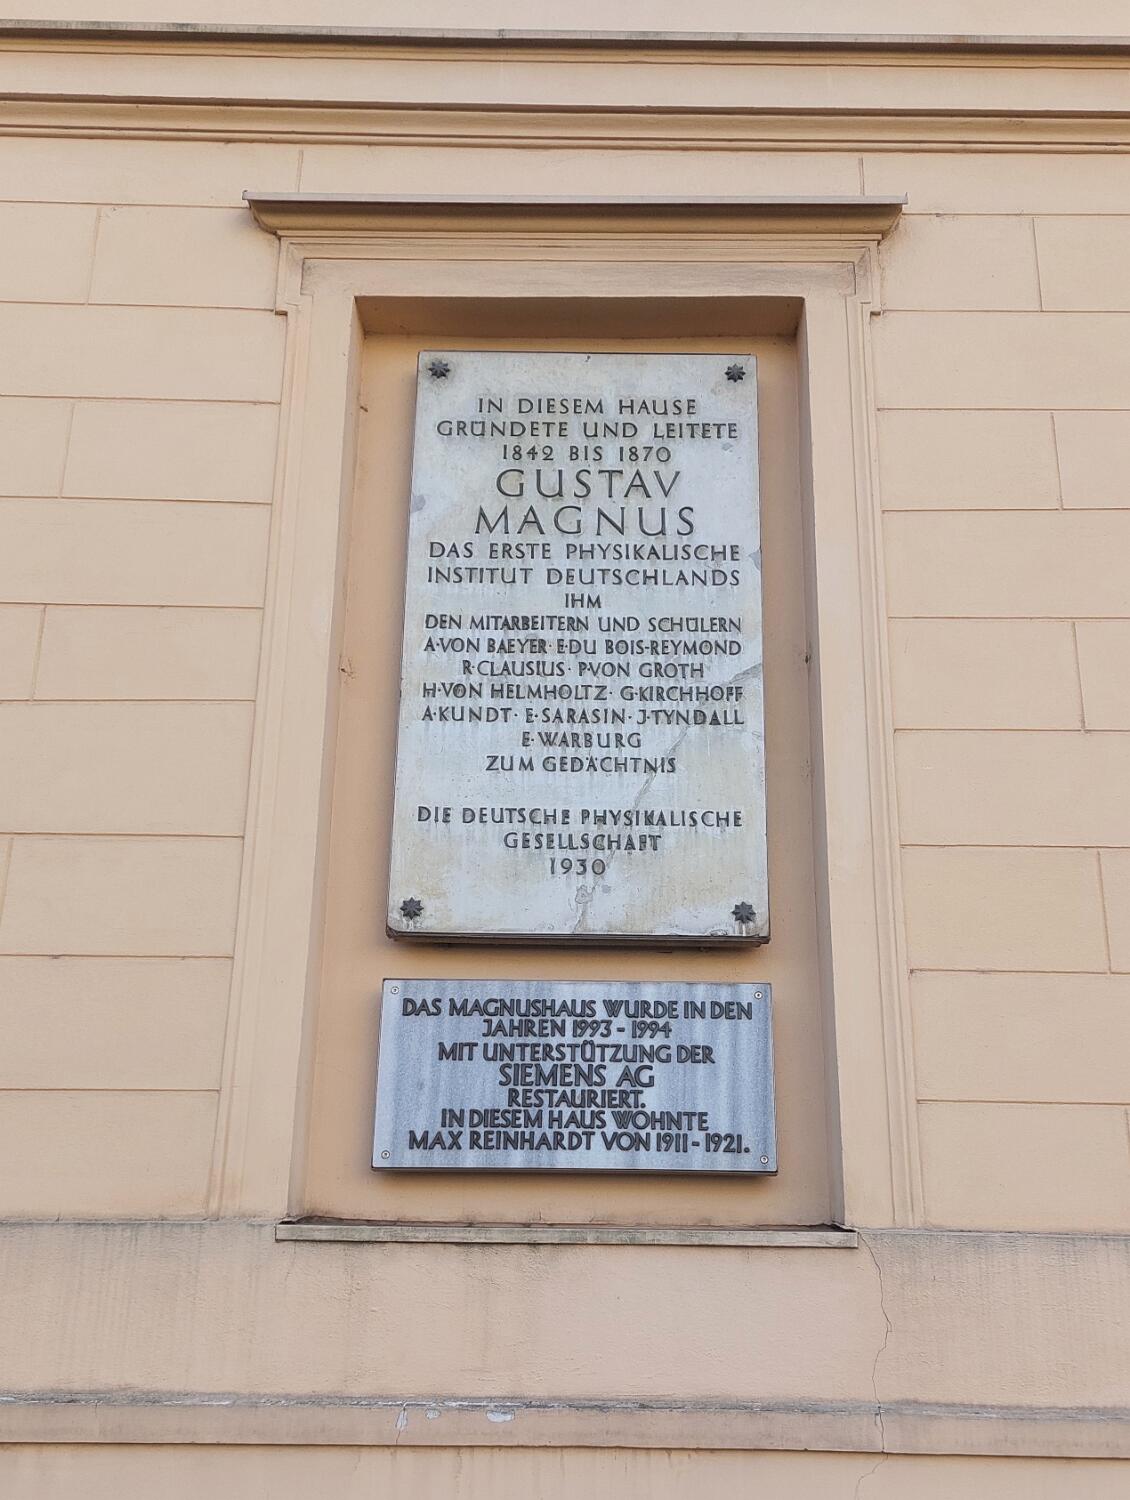 IN DIESEM HAUSE
GRÜNDETE UND LEITETE
1842 BIS 1870
GUSTAV
MAGNUS
DAS ERSTE PHYSIKALISCHE
INSTITUT DEUTSCHLANDS
IHM
DEN MITARBEITERN UND SCHÜLERN
A·VON BAEYER· E·DU BOIS-REYMOND
R·CLAUSIUS· P·VON GROTH
H·VON HELMHOLTZ· G·KIRCHHOFF
A·KUNDT· E·SARASIN· J·TYNDALL
E·WARBURG
ZUM GEDÄCHTNIS
DIE DEUTSCHE PHYSIKALISCHE
GESELLSCHAFT
1930
DAS MAGNUSHAUS WURDE IN DEN
JAHREN 1993 - 1994
MIT UNTERSTÜTZUNG DER
SIEMENS AG
RESTAURIERT.
IN DIESEM HAUS WOHNTE
MAX REINHARDT VON 1911 - 1921.